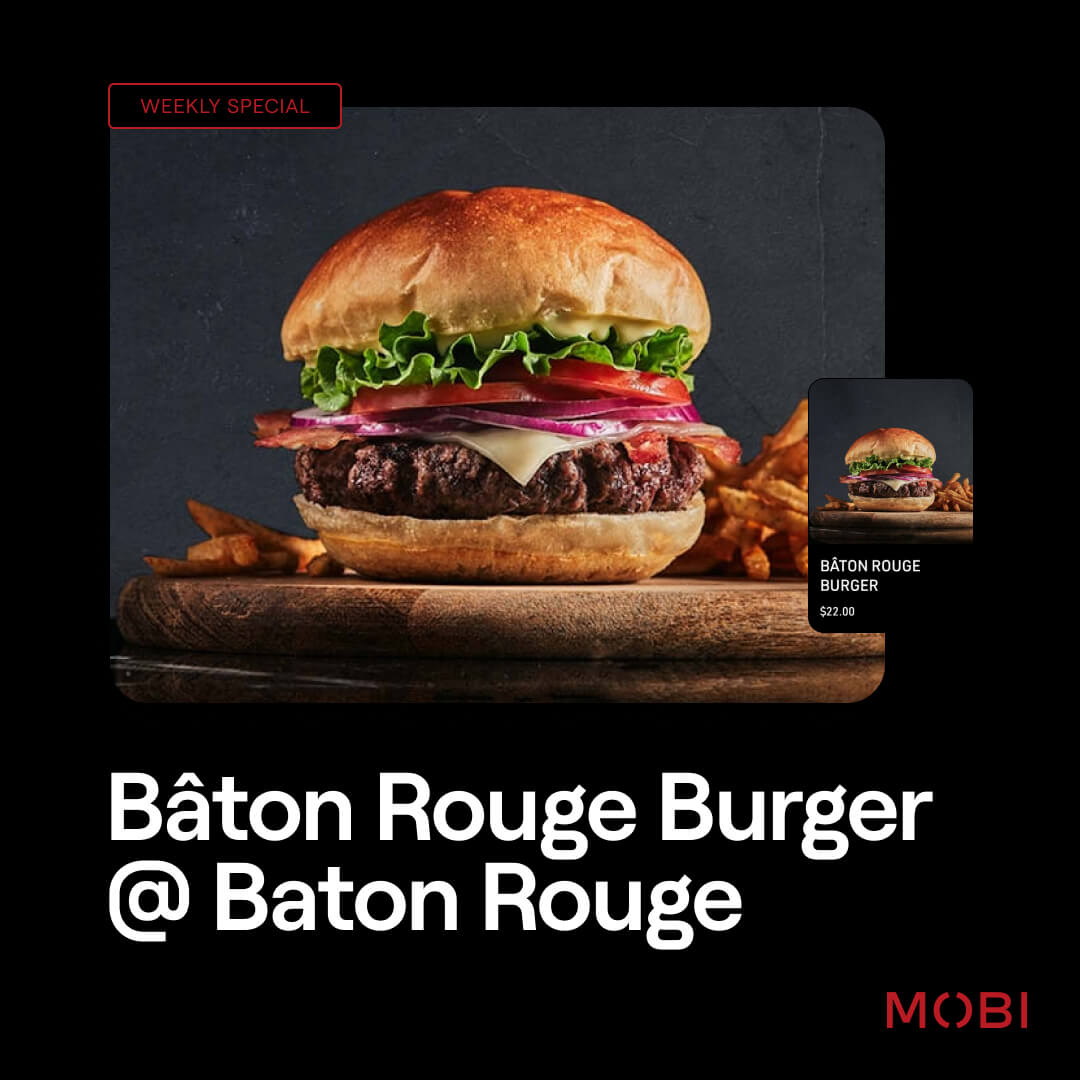 WEEKLY SPECIAL
BÂTON ROUGE
BURGER
$22.00
Bâton Rouge Burger
@ Baton Rouge
MOBI